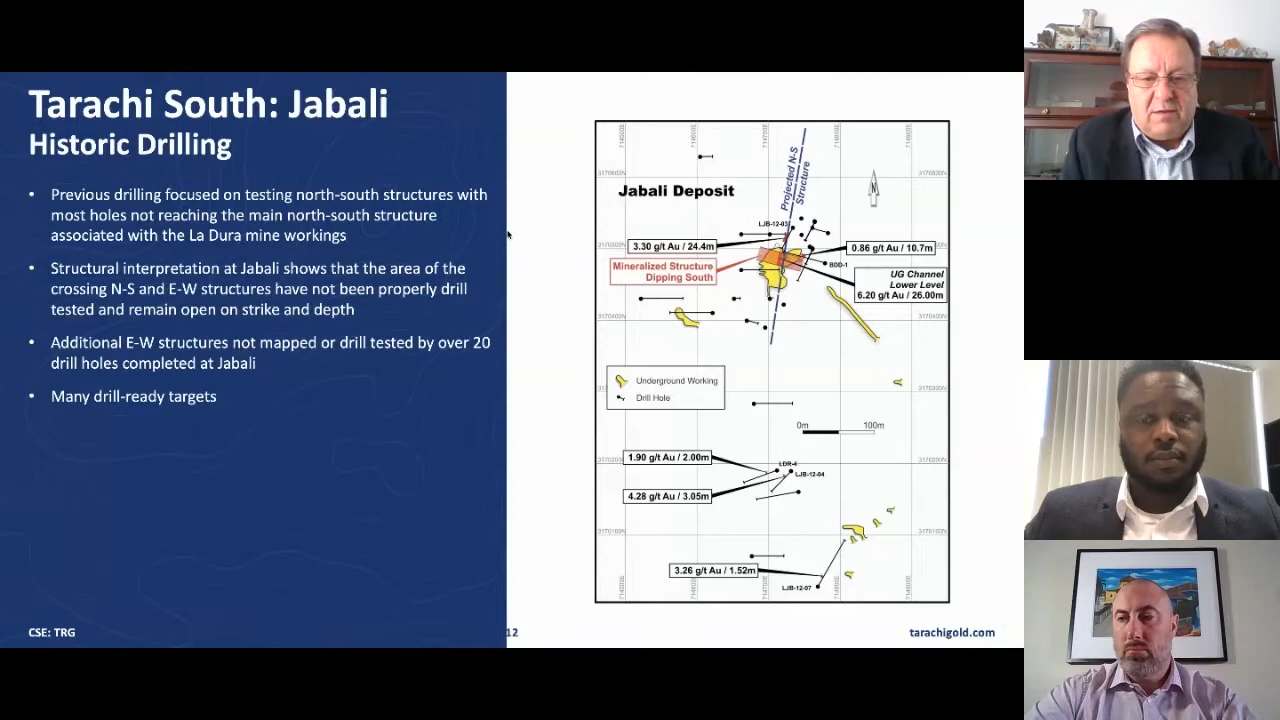 Tarachi South: Jabali
Historic Drilling
• Previous drilling focused on testing north-south structures with
most holes not reaching the main north-south structure
associated with the La Dura mine workings
• Structural interpretation at Jabali shows that the area of the
crossing N-S and E-W structures have not been properly drill
tested and remain open on strike and depth
• Additional E-W structures not mapped or drill tested by over 20
drill holes completed at Jabali
• Many drill-ready targets
CSE: TRG
Jabali Deposit
Projected N-S
Structure
LJB-12-03
3.30 g/t Au / 24.4m
0.86 g/t Au / 10.7m
Mineralized Structure
Dipping South
BDD-1
UG Channel
Lower Level
6.20 g/t Au / 26.00m
3170400N
Underground Working
Drill Hole
3170300N
0m
100m
1.90 g/t Au / 2.00m
LDR-4
LJB-12-04
3170200N
4.28 g/t Au / 3.05m
3170100N
3170100N
3.26 g/t Au / 1.52m
LJB-12-07
12
tarachigold.com